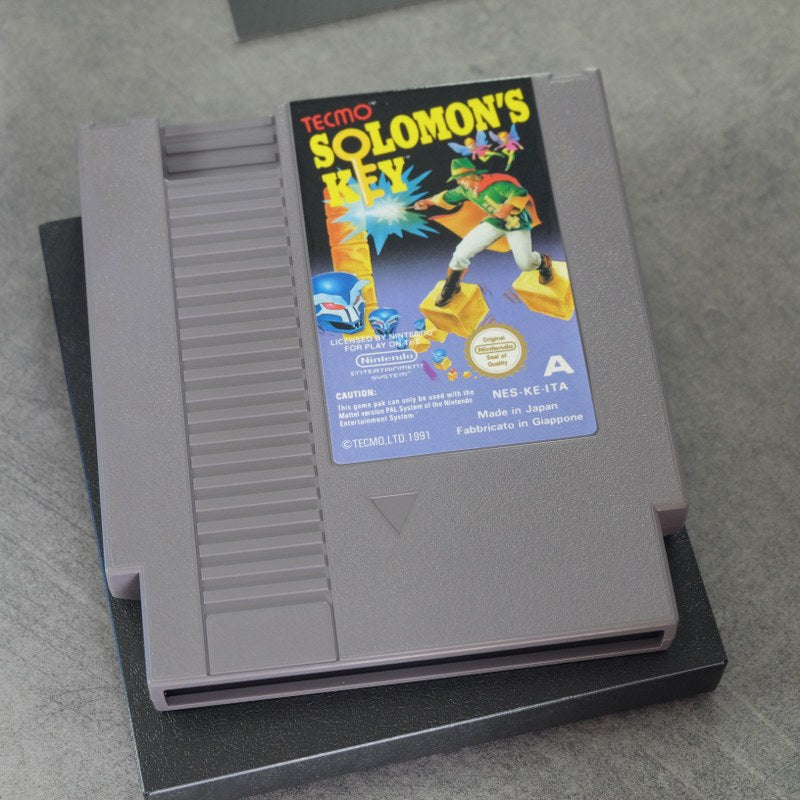 TECMO™
SOLOMON'S
KEY
LICENSED BY NINTENDO
FOR PLAY ON THE
Nintendo
ENTERTAINMENT
SYSTEM™
Original
Nintendo
Seal of
Quality
A
CAUTION:
This game pak can only be used with the
Mattel version PAL System of the Nintendo
Entertainment System
NES-KE-ITA
Made in Japan
Fabbricato in Giappone
©TECMO,LTD.1991